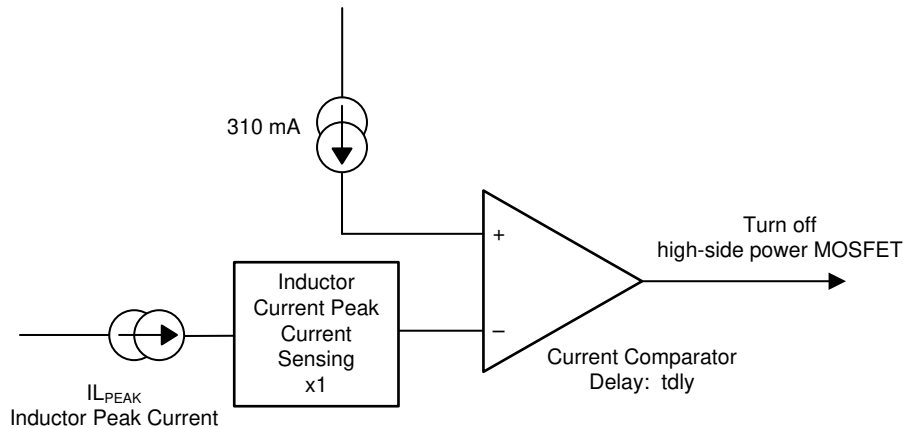 310 mA
+
Turn off
high-side power MOSFET
Inductor
Current Peak
Current
Sensing
x1
−
Current Comparator
Delay: tdly
ILPEAK
Inductor Peak Current